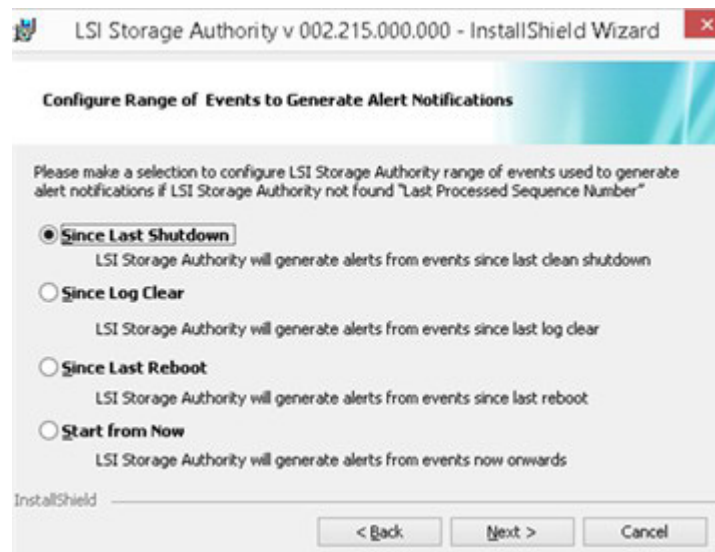 LSI Storage Authority v 002.215.000.000 - InstallShield Wizard
Configure Range of Events to Generate Alert Notifications
Please make a selection to configure LSI Storage Authority range of events used to generate
alert notifications if LSI Storage Authority not found "Last Processed Sequence Number"
Since Last Shutdown
LSI Storage Authority will generate alerts from events since last clean shutdown
Since Log Clear
LSI Storage Authority will generate alerts from events since last log clear
Since Last Reboot
LSI Storage Authority will generate alerts from events since last reboot
Start from Now
LSI Storage Authority will generate alerts from events now onwards
InstallShield
< Back Next > Cancel